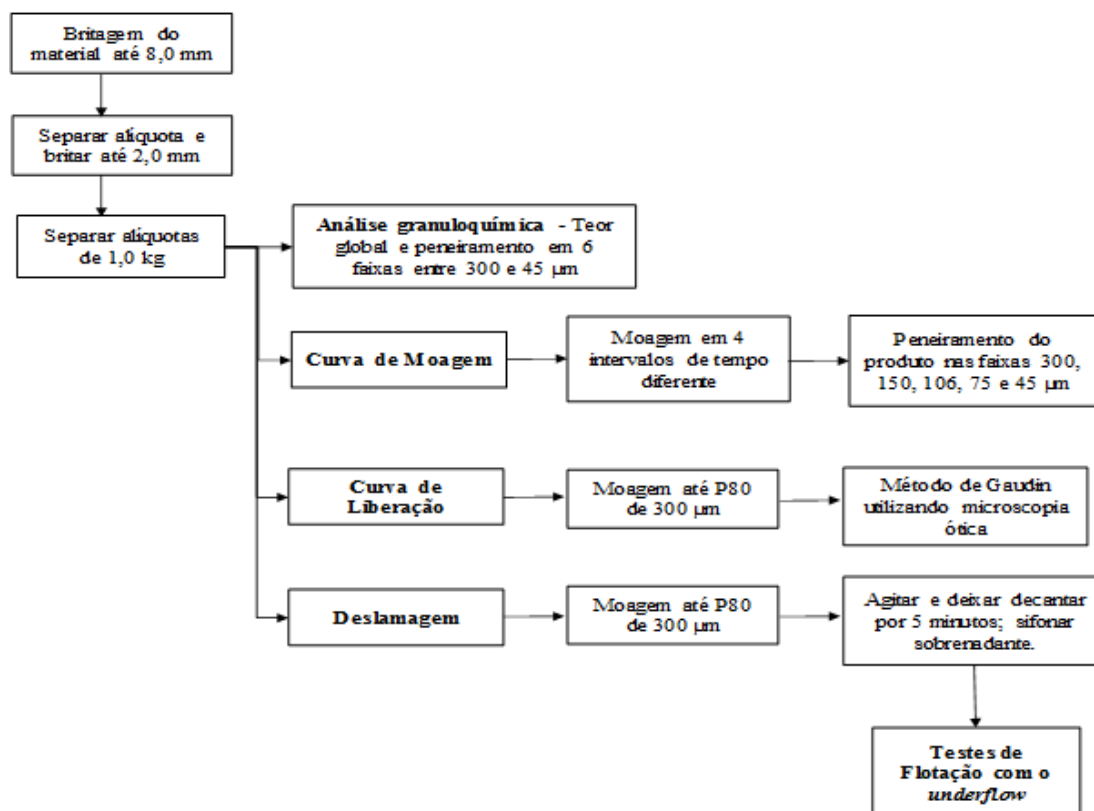 Britagem do
material até 8,0 mm
Separar alíquota e
britar até 2,0 mm
Separar alíquotas
de 1,0 kg
Análise granuloquímica - Teor
global e peneiramento em 6
faixas entre 300 e 45 µm
Curva de Moagem
Moagem em 4
intervalos de tempo
diferente
Peneiramento do
produto nas faixas 300,
150, 106, 75 e 45 µm
Curva de
Liberação
Moagem até P80
de 300 µm
Método de Gaudin
utilizando microscopia
ótica
Deslamagem
Moagem até P80
de 300 µm
Agitar e deixar decantar
por 5 minutos; sifonar
sobrenadante.
Testes de
Flotação com o
underflow